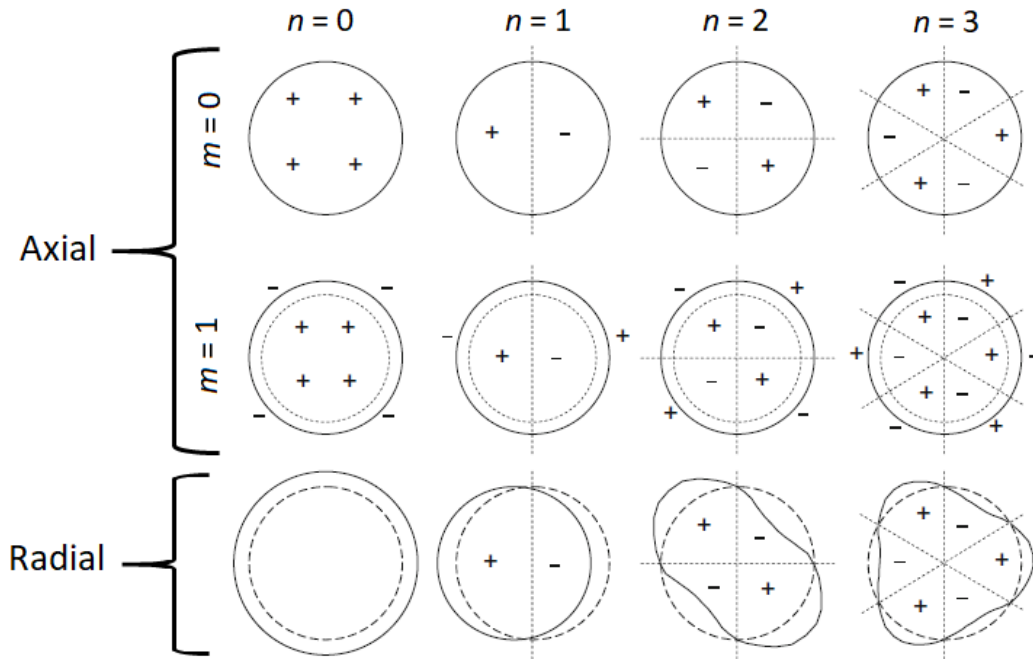 n = 0 n = 1 n = 2 n = 3
Axial
m = 0
+ + + - + - + -
+ + - + - + + -
m = 1
- - - + - +
+ + + - + - + -
- + - + + - + - + -
+ + - + + -
- - + - - +
Radial
+ - + - + -
- + - + + -